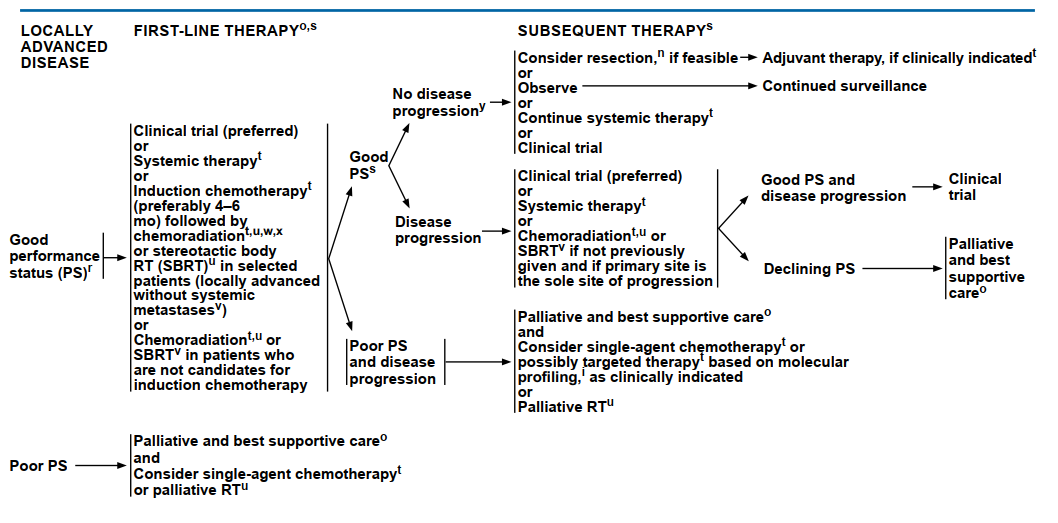 LOCALLY
ADVANCED
DISEASE
FIRST-LINE THERAPYo,s
SUBSEQUENT THERAPYs
Good
performance
status (PS)r
Clinical trial (preferred)
or
Systemic therapyt
or
Induction chemotherapyt
(preferably 4–6
mo) followed by
chemoradiationt,u,w,x
or stereotactic body
RT (SBRT)u in selected
patients (locally advanced
without systemic
metastasesv)
or
Chemoradiationt,u or
SBRTv in patients who
are not candidates for
induction chemotherapy
Good
PSs
No disease
progressiony
Consider resection,n if feasible
Adjuvant therapy, if clinically indicatedt
or
Observe
Continued surveillance
or
Continue systemic therapyt
or
Clinical trial
Disease
progression
Clinical trial (preferred)
or
Systemic therapyt
or
Chemoradiationt,u or
SBRTv if not previously
given and if primary site is
the sole site of progression
Good PS and
disease progression
Clinical
trial
Declining PS
Palliative
and best
supportive
careo
Poor PS
and disease
progression
Palliative and best supportive careo
and
Consider single-agent chemotherapyt or
possibly targeted therapyt based on molecular
profiling,i as clinically indicated
or
Palliative RTu
Poor PS
Palliative and best supportive careo
and
Consider single-agent chemotherapyt
or palliative RTu